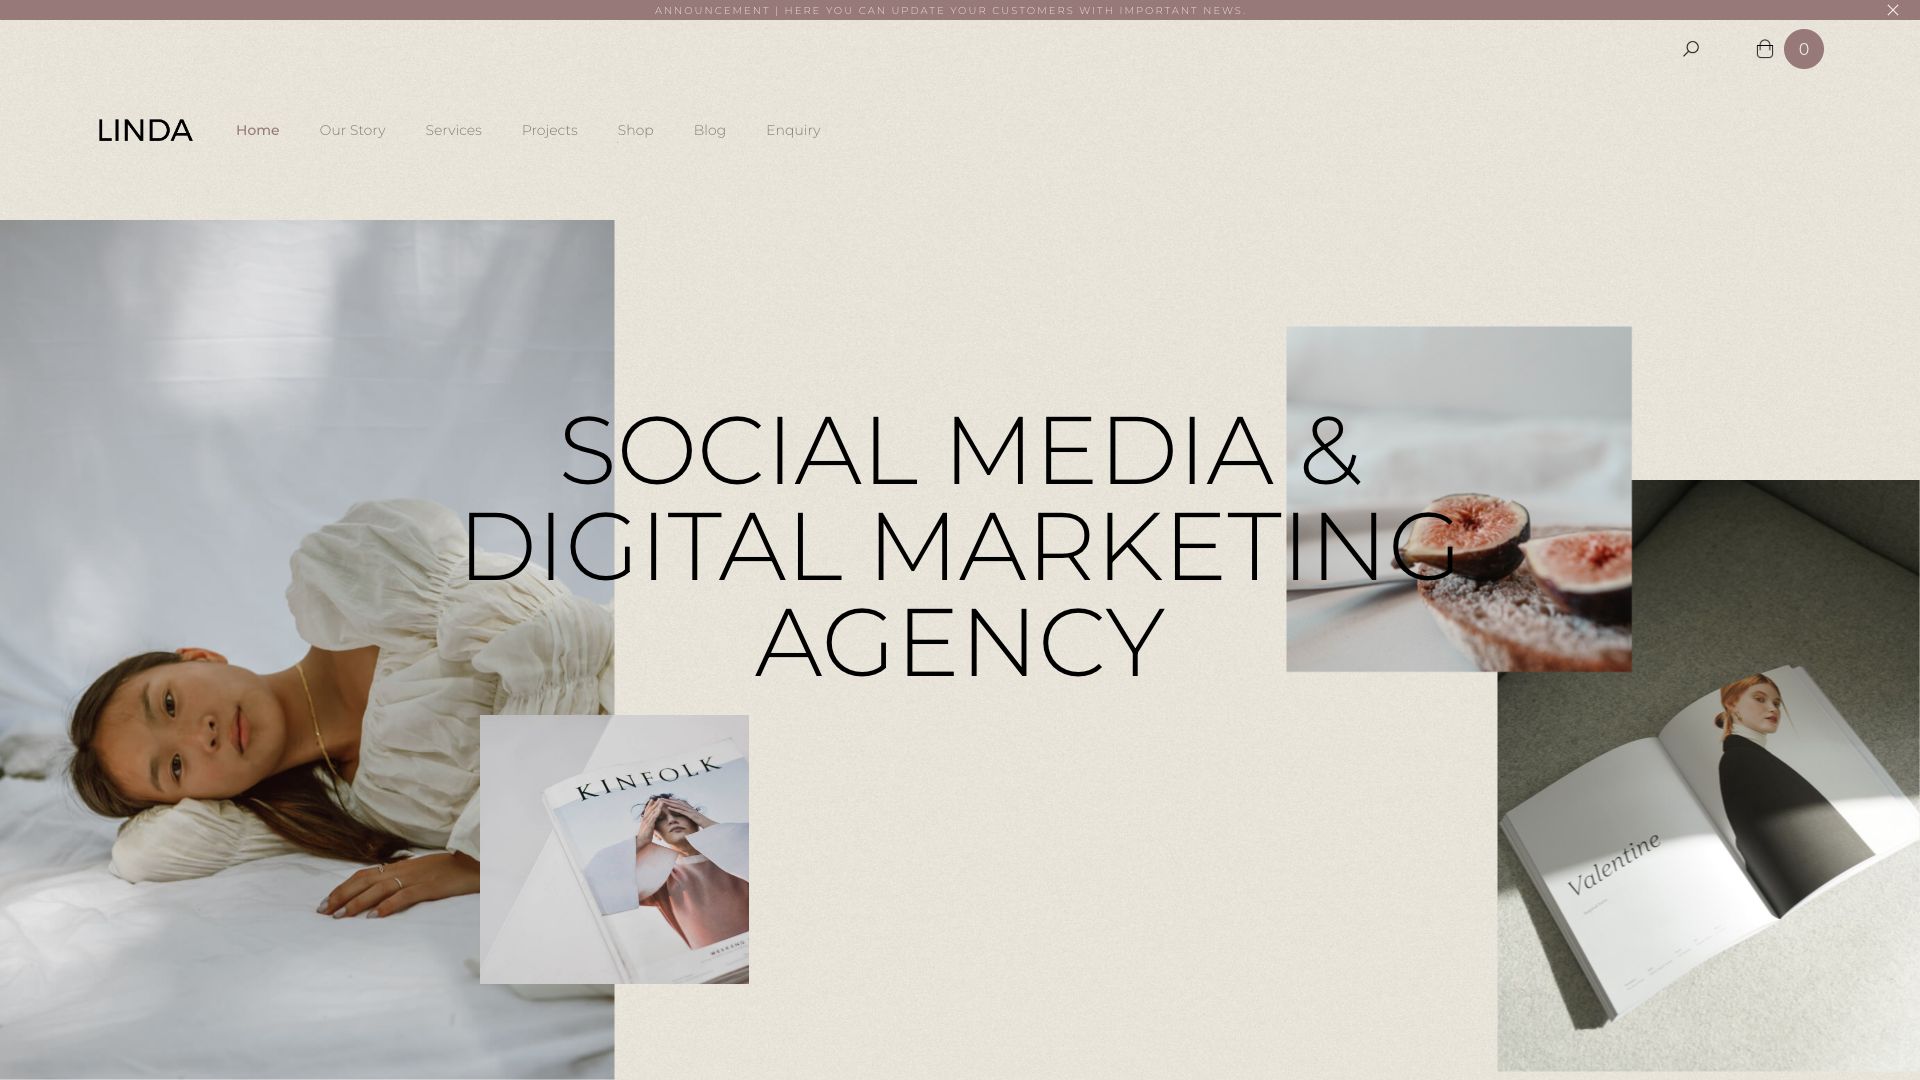 ANNOUNCEMENT | HERE YOU CAN UPDATE YOUR CUSTOMERS WITH IMPORTANT NEWS.
0
LINDA Home Our Story Services Projects Shop Blog Enquiry
SOCIAL MEDIA &
DIGITAL MARKETING
AGENCY
KINFOLK
WEEKEND
Valentine